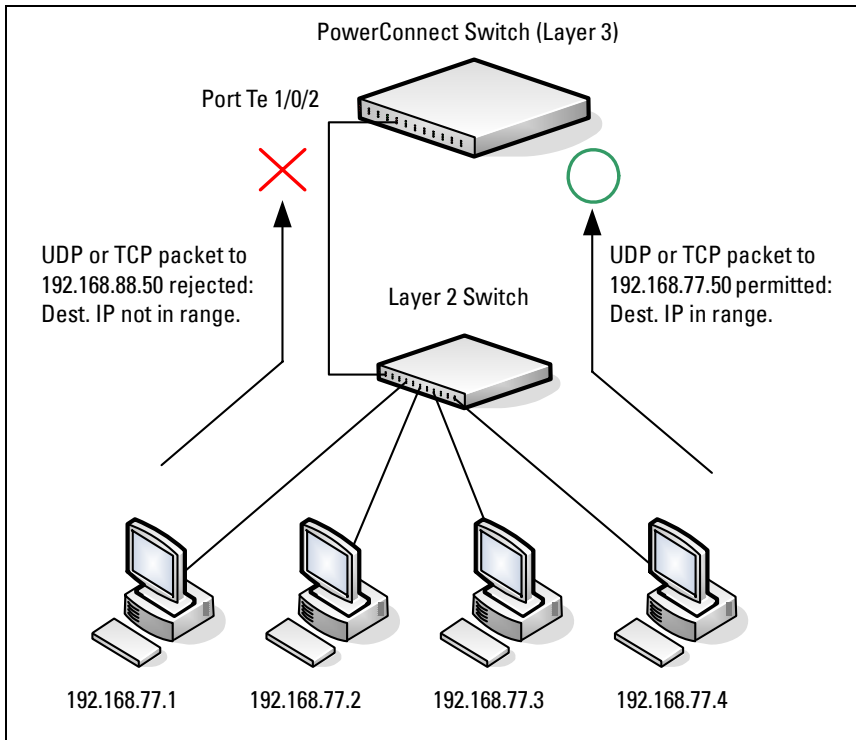 PowerConnect Switch (Layer 3)
Port Te 1/0/2
UDP or TCP packet to
192.168.88.50 rejected:
Dest. IP not in range.
UDP or TCP packet to
192.168.77.50 permitted:
Dest. IP in range.
Layer 2 Switch
192.168.77.1
192.168.77.2
192.168.77.3
192.168.77.4